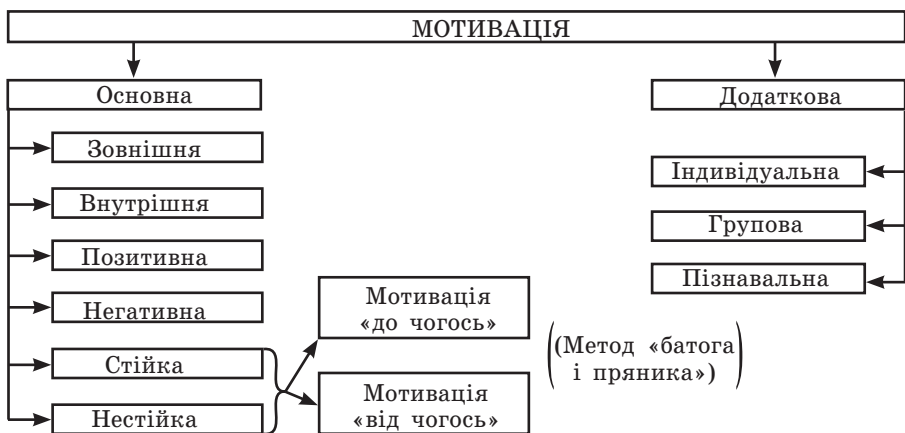 МОТИВАЦІЯ
Основна
Додаткова
Зовнішня
Внутрішня
Позитивна
Негативна
Стійка
Нестійка
Мотивація
«до чогось»
Мотивація
«від чогось»
(Метод «батога
і пряника»)
Індивідуальна
Групова
Пізнавальна